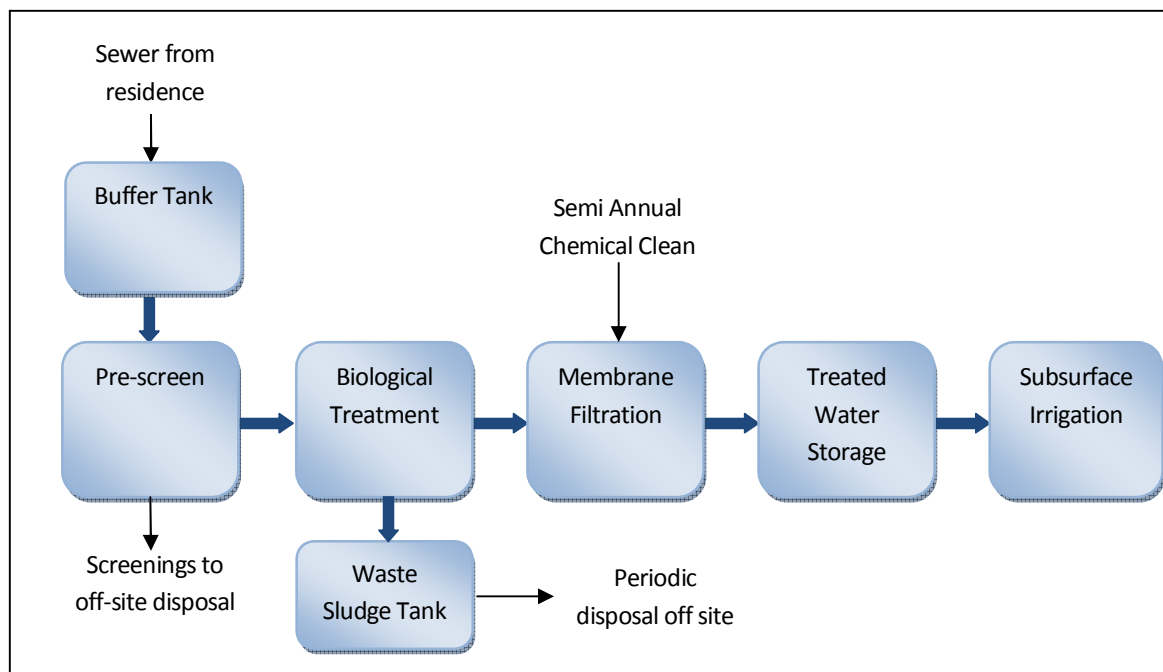 Sewer from
residence
Buffer Tank
Semi Annual
Chemical Clean
Pre-screen
Biological
Treatment
Membrane
Filtration
Treated
Water
Storage
Subsurface
Irrigation
Screenings to
off-site disposal
Waste
Sludge Tank
Periodic
disposal off site